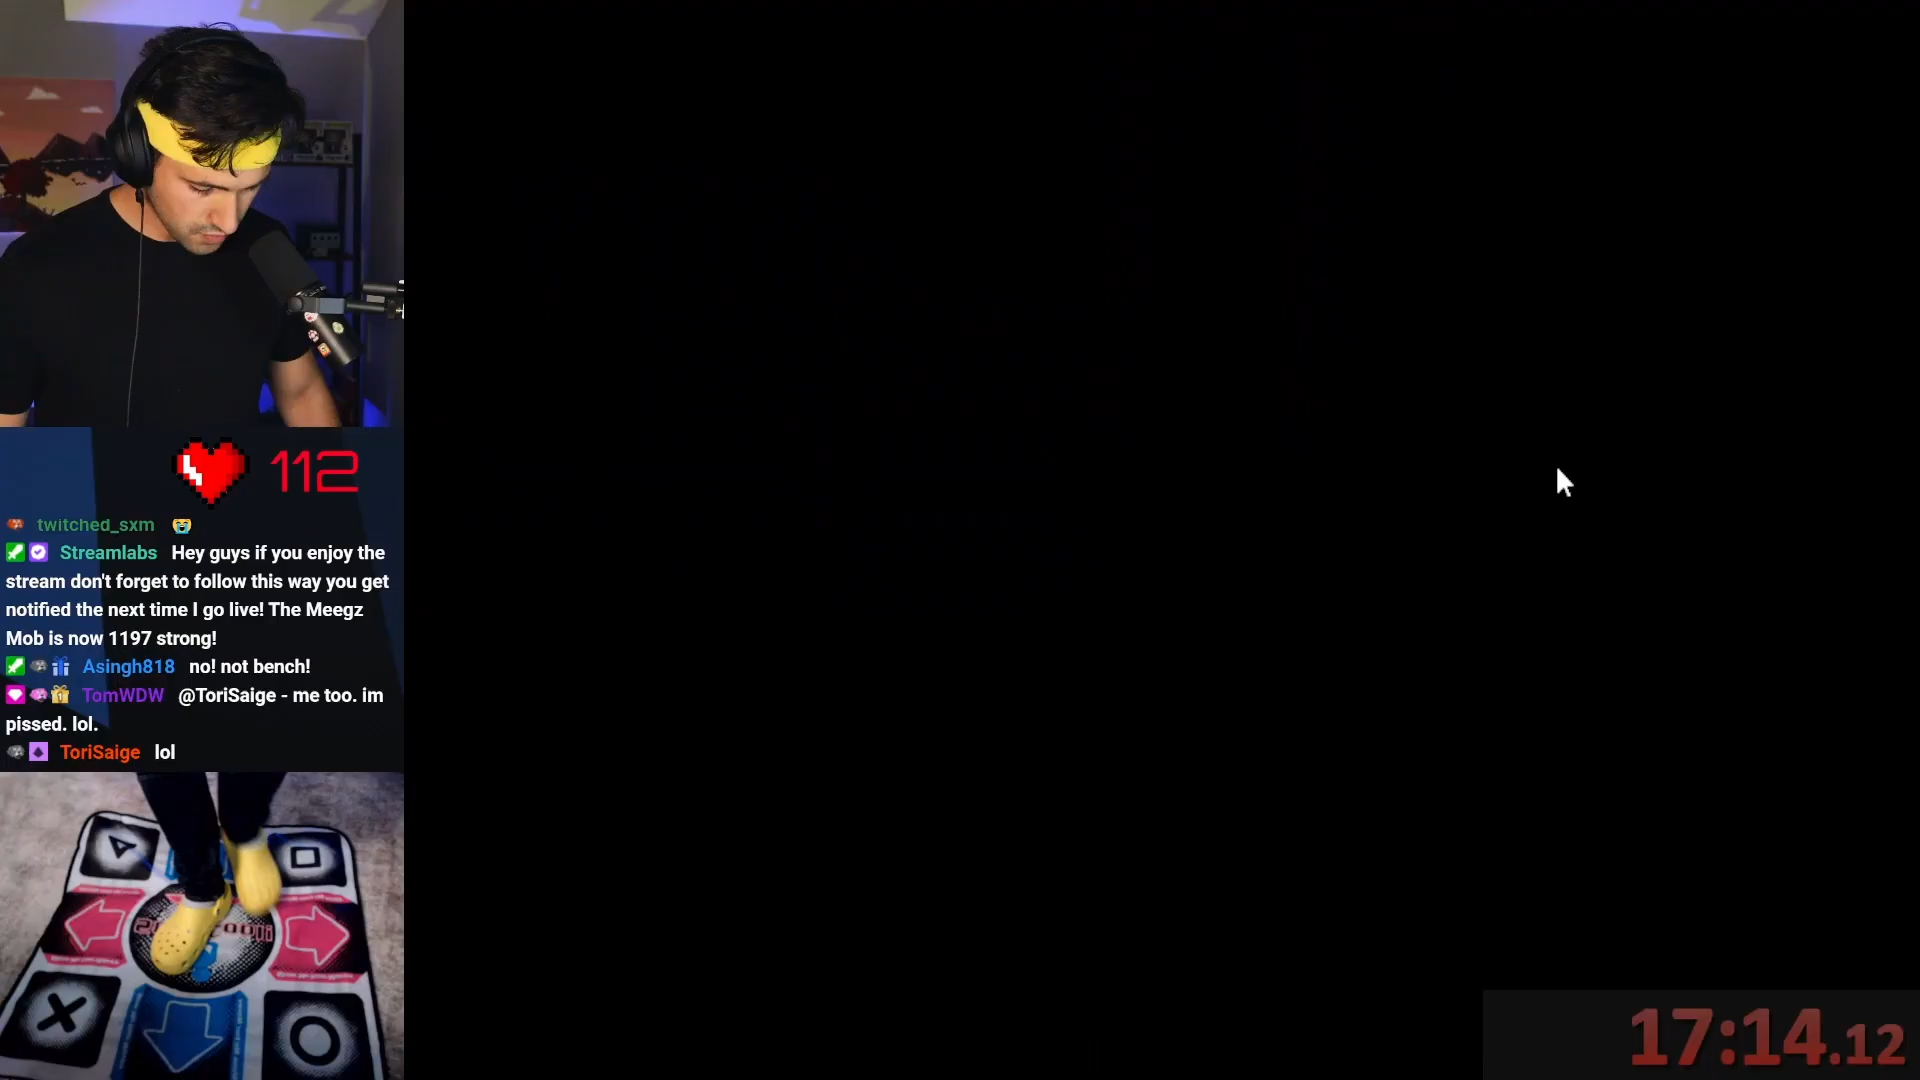 112
twitched_sxm
Streamlabs Hey guys if you enjoy the
stream don't forget to follow this way you get
notified the next time I go live! The Meegz
Mob is now 1197 strong!
Asingh818 no! not bench!
TomWDW @ToriSaige - me too. im
pissed. lol.
ToriSaige lol
17:14.12